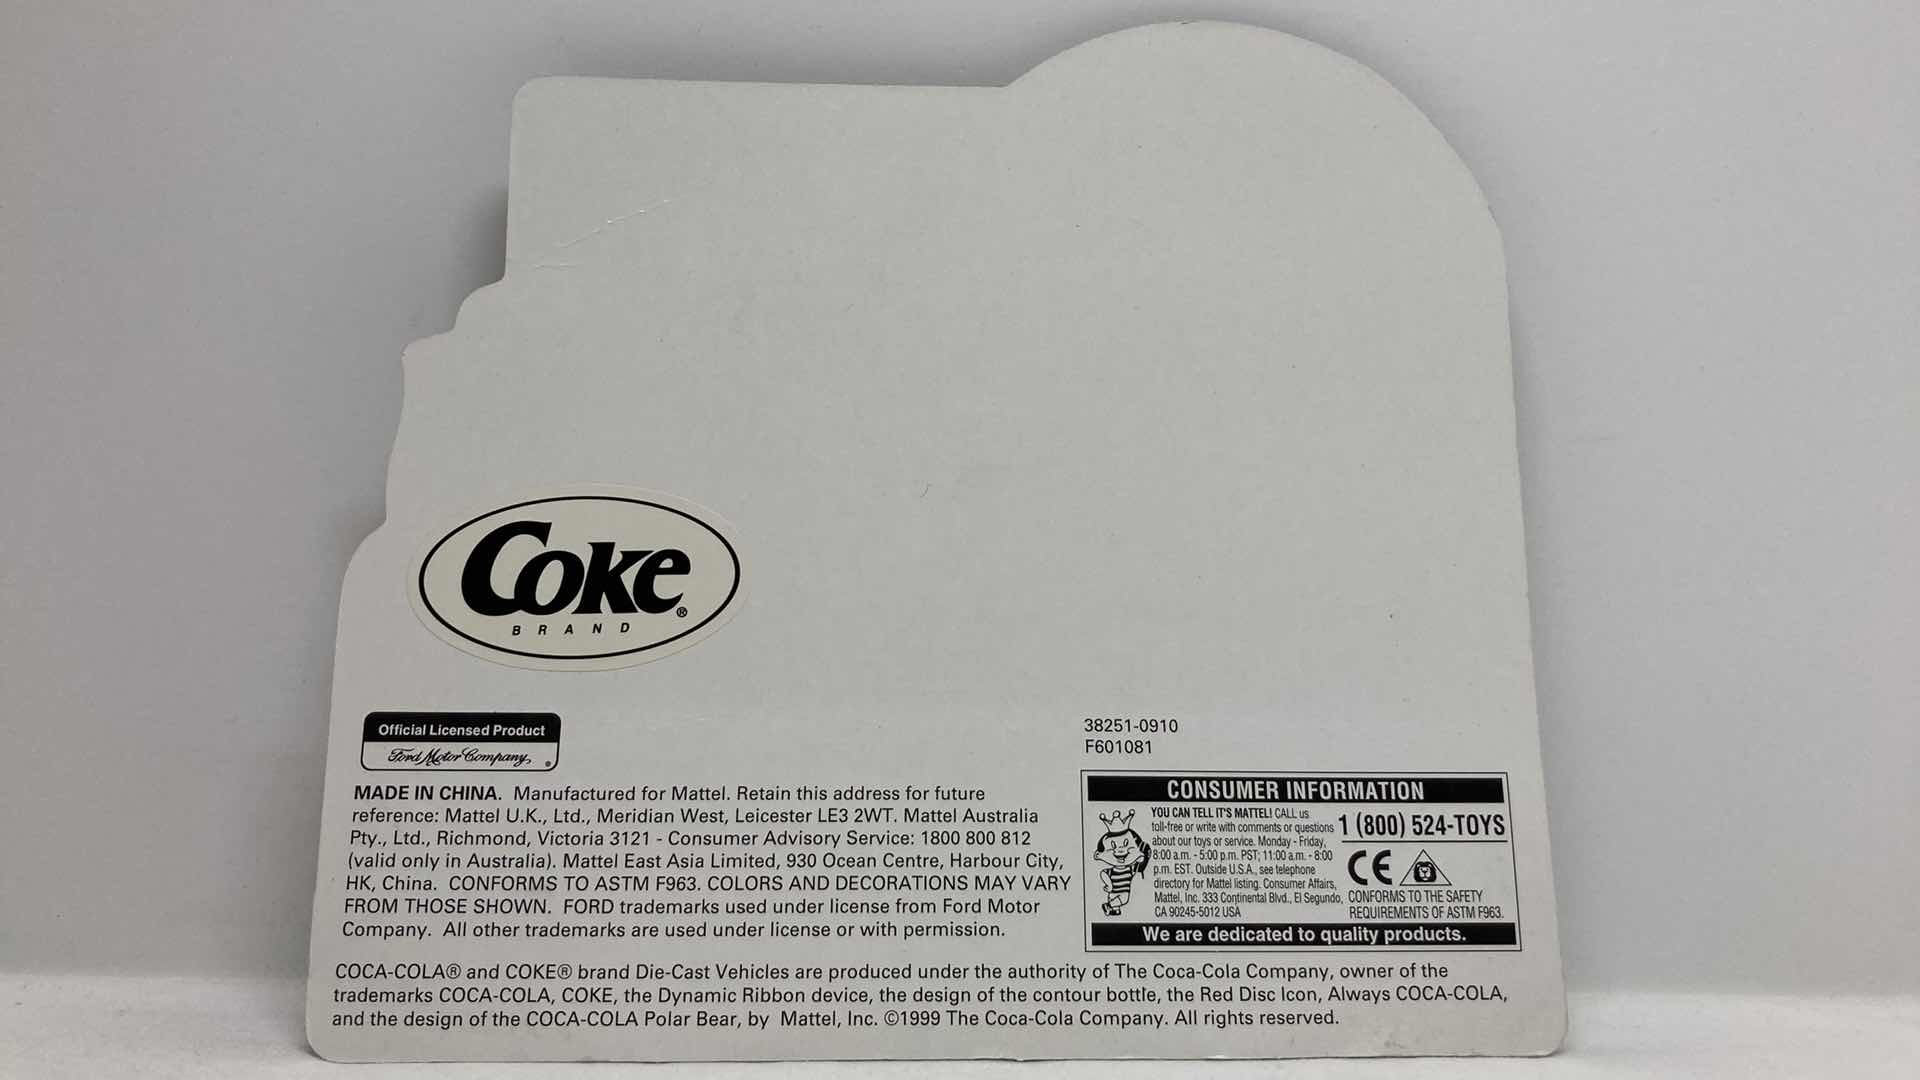 Coke®
BRAND
Official Licensed Product
Ford Motor Company ®
MADE IN CHINA. Manufactured for Mattel. Retain this address for future
reference: Mattel U.K., Ltd., Meridian West, Leicester LE3 2WT. Mattel Australia
Pty., Ltd., Richmond, Victoria 3121 - Consumer Advisory Service: 1800 800 812
(valid only in Australia). Mattel East Asia Limited, 930 Ocean Centre, Harbour City,
HK, China. CONFORMS TO ASTM F963. COLORS AND DECORATIONS MAY VARY
FROM THOSE SHOWN. FORD trademarks used under license from Ford Motor
Company. All other trademarks are used under license or with permission.
38251-0910
F601081
CONSUMER INFORMATION
YOU CAN TELL IT'S MATTEL! CALL us
toll-free or write with comments or questions
about our toys or service. Monday - Friday,
8:00 a.m. - 5:00 p.m. PST; 11:00 a.m. - 8:00
p.m. EST. Outside U.S.A., see telephone
directory for Mattel listing. Consumer Affairs,
Mattel, Inc. 333 Continental Blvd., El Segundo,
CA 90245-5012 USA
1 (800) 524-TOYS
CE
CONFORMS TO THE SAFETY
REQUIREMENTS OF ASTM F963.
We are dedicated to quality products.
COCA-COLA® and COKE® brand Die-Cast Vehicles are produced under the authority of The Coca-Cola Company, owner of the
trademarks COCA-COLA, COKE, the Dynamic Ribbon device, the design of the contour bottle, the Red Disc Icon, Always COCA-COLA,
and the design of the COCA-COLA Polar Bear, by Mattel, Inc. ©1999 The Coca-Cola Company. All rights reserved.